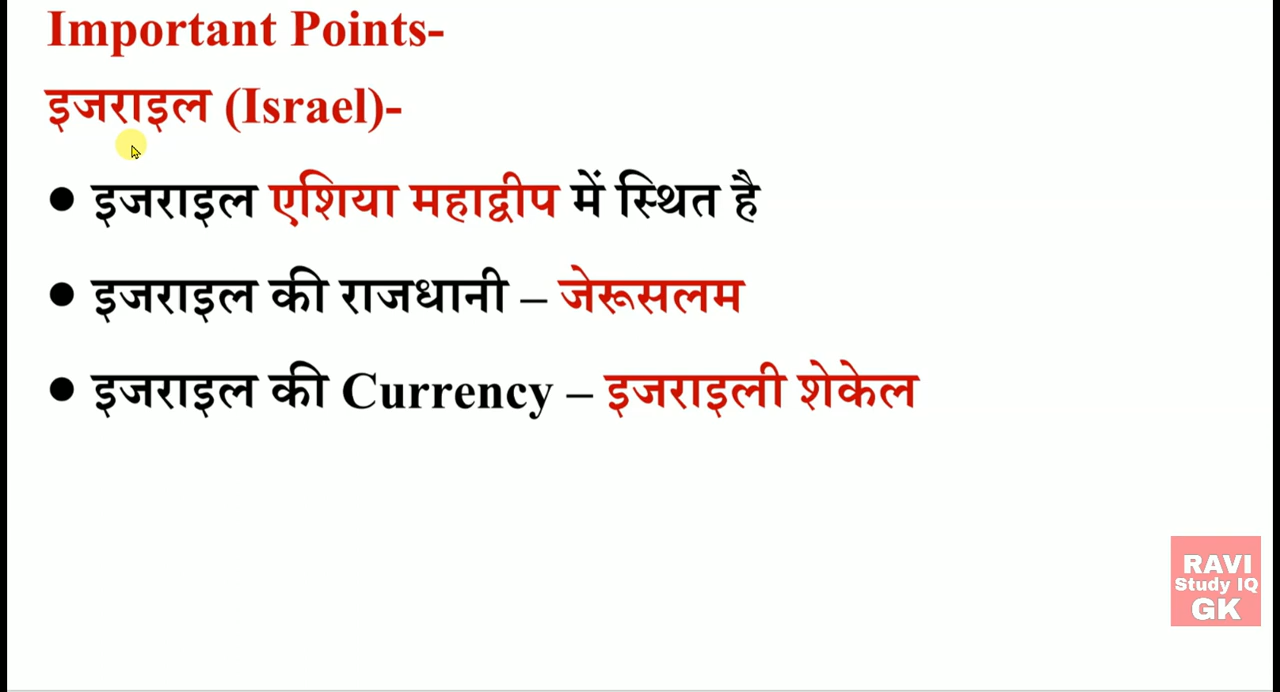 Important Points-
इजराइल (Israel)-
● इजराइल एशिया महाद्वीप में स्थित है
● इजराइल की राजधानी – जेरूसलम
● इजराइल की Currency – इजराइली शेकेल
RAVI
Study IQ
GK